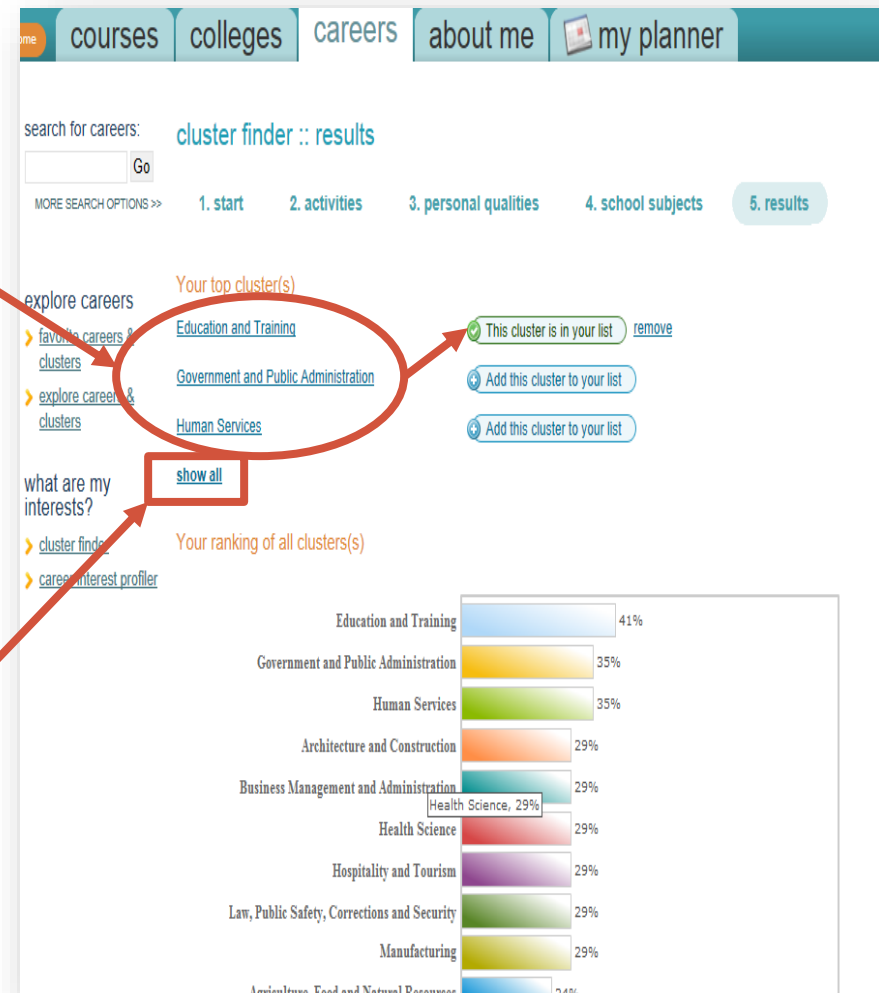 ome
courses
colleges
careers
about me
my planner
search for careers:
Go
MORE SEARCH OPTIONS >>
cluster finder :: results
1. start
2. activities
3. personal qualities
4. school subjects
5. results
explore careers
favorite careers &
clusters
explore careers &
clusters
what are my
interests?
cluster finder
career interest profiler
Your top cluster(s)
Education and Training
This cluster is in your list
remove
Government and Public Administration
Add this cluster to your list
Human Services
Add this cluster to your list
show all
Your ranking of all clusters(s)
Education and Training 41%
Government and Public Administration 35%
Human Services 35%
Architecture and Construction 29%
Business Management and Administration 29%
Health Science, 29%
Health Science 29%
Hospitality and Tourism 29%
Law, Public Safety, Corrections and Security 29%
Manufacturing 29%
Agriculture, Food and Natural Resources 24%